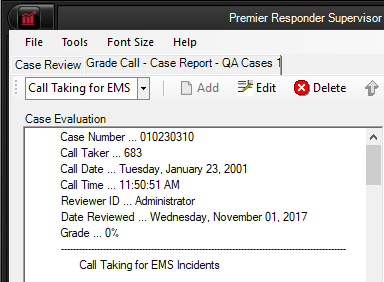 Premier Responder Supervisor
File Tools Font Size Help
Case Review Grade Call - Case Report - QA Cases 1
Call Taking for EMS Add Edit Delete
Case Evaluation
Case Number ... 010230310
Call Taker ... 683
Call Date ... Tuesday, January 23, 2001
Call Time ... 11:50:51 AM
Reviewer ID ... Administrator
Date Reviewed ... Wednesday, November 01, 2017
Grade ... 0%
Call Taking for EMS Incidents